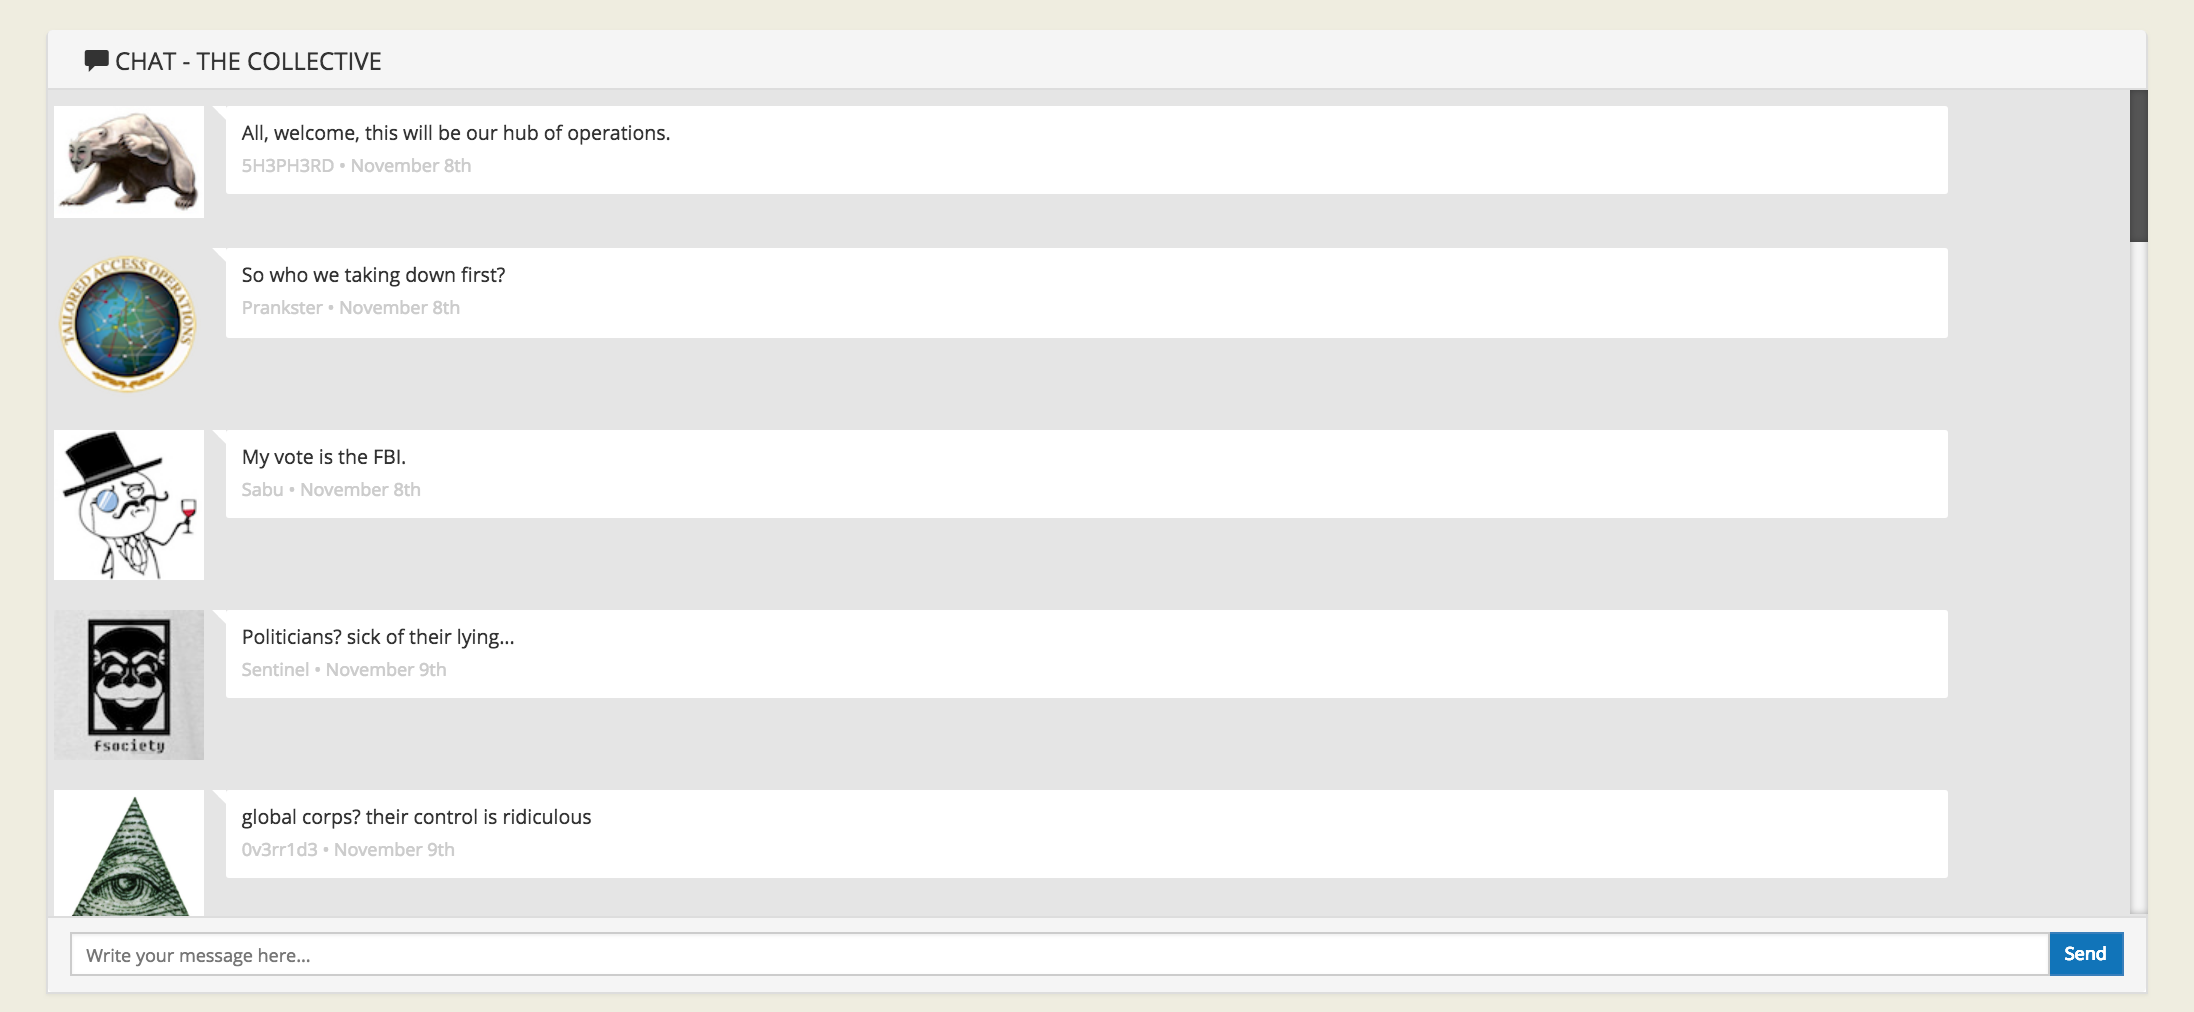 CHAT - THE COLLECTIVE
All, welcome, this will be our hub of operations.
5H3PH3RD • November 8th
TAILORED ACCESS OPERATIONS
So who we taking down first?
Prankster • November 8th
My vote is the FBI.
Sabu • November 8th
Politicians? sick of their lying...
Sentinel • November 9th
fsociety
global corps? their control is ridiculous
0v3rr1d3 • November 9th
Write your message here...
Send